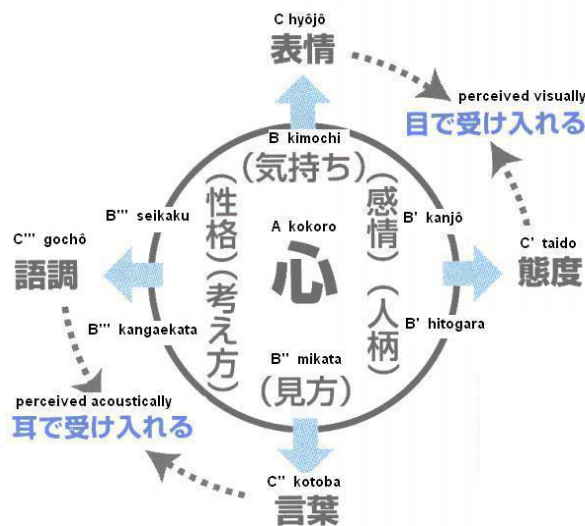 C hyôjô
表情
perceived visually
目で受け入れる
B kimochi
(気持ち)
B''' seikaku
(性格)
(感情)
B' kanjô
A kokoro
心
C''' gochô
語調
C' taido
態度
B''' kangaekata
(考え方)
(人柄)
B' hitogara
B'' mikata
(見方)
perceived acoustically
耳で受け入れる
C'' kotoba
言葉